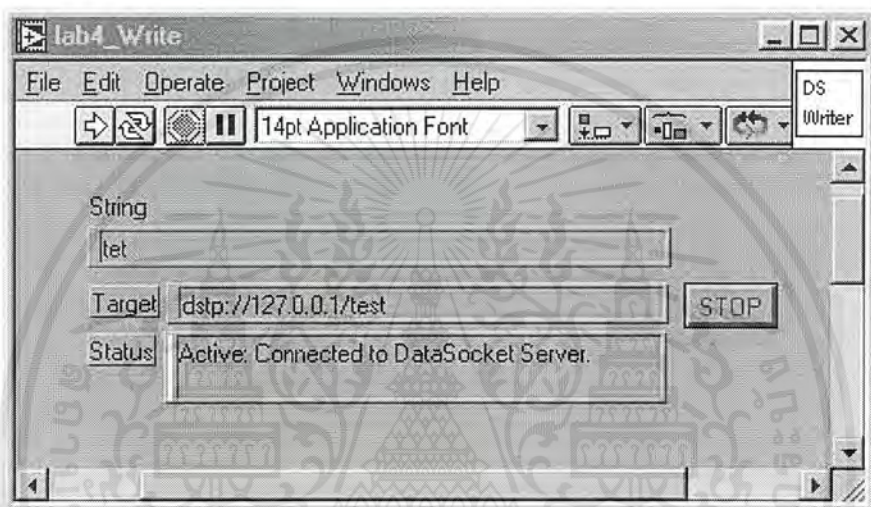 lab4_Write
File Edit Operate Project Windows Help
DS
Writer
14pt Application Font
String
tet
Target dstp://127.0.0.1/test
STOP
Status Active: Connected to DataSocket Server.